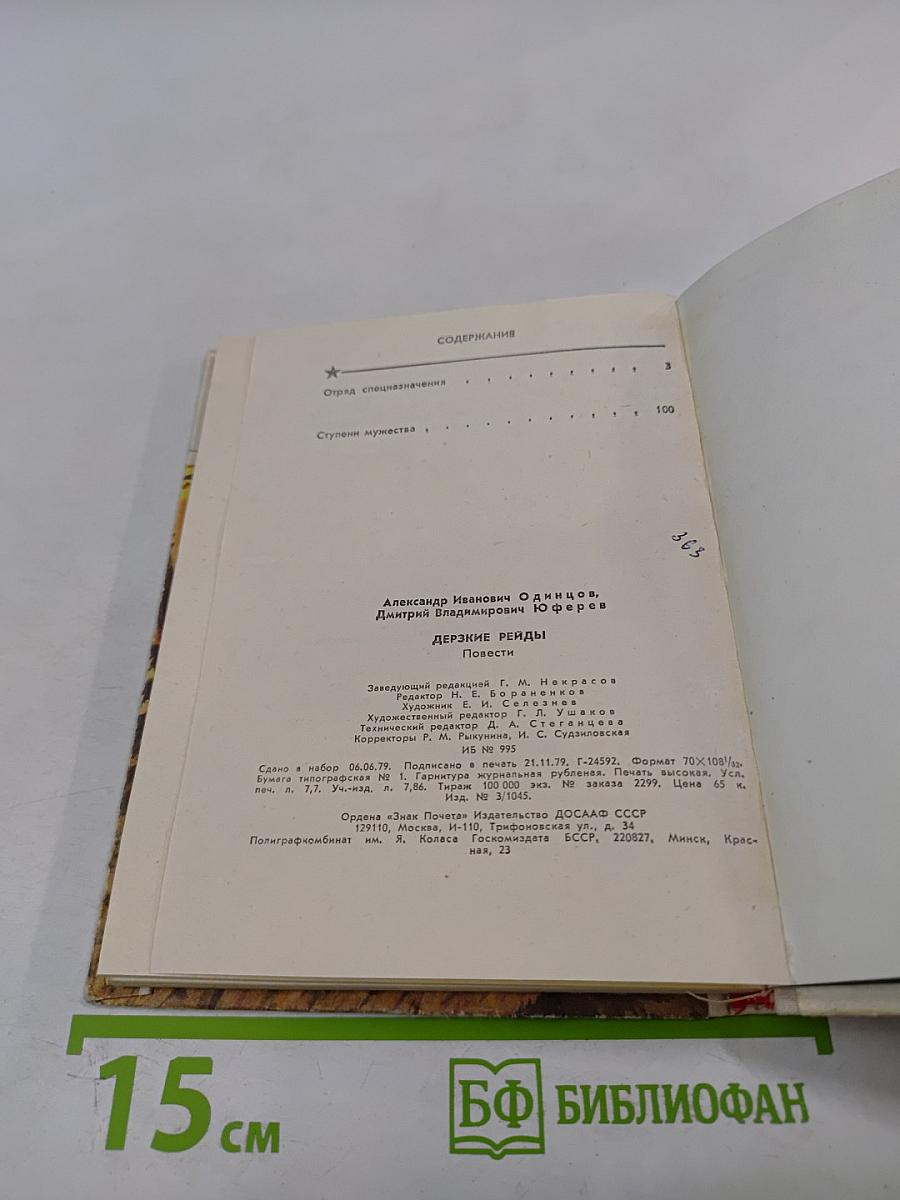 СОДЕРЖАНИЕ
Отряд спецназначения . . . . . . . . . . 3
Ступени мужества . . . . . . . . . . . . 100
363
Александр Иванович Одинцов,
Дмитрий Владимирович Юферев
ДЕРЗКИЕ РЕЙДЫ
Повести
Заведующий редакцией Г. М. Некрасов
Редактор Н. Е. Бораненков
Художник Е. И. Селезнев
Художественный редактор Г. Л. Ушаков
Технический редактор Д. А. Стеганцева
Корректоры Р. М. Рыкунина, И. С. Судзиловская
ИБ № 995
Сдано в набор 06.06.79. Подписано в печать 21.11.79. Г-24592. Формат 70×108¹/₃₂.
Бумага типографская № 1. Гарнитура журнальная рубленая. Печать высокая. Усл.
печ. л. 7,7. Уч.-изд. л. 7,86. Тираж 100 000 экз. № заказа 2299. Цена 65 к.
Изд. № 3/1045.
Ордена «Знак Почета» Издательство ДОСААФ СССР
129110, Москва, И-110, Трифоновская ул., д. 34
Полиграфкомбинат им. Я. Коласа Госкомиздата БССР, 220827, Минск, Крас-
ная, 23
15 см
БФ БИБЛИОФАН